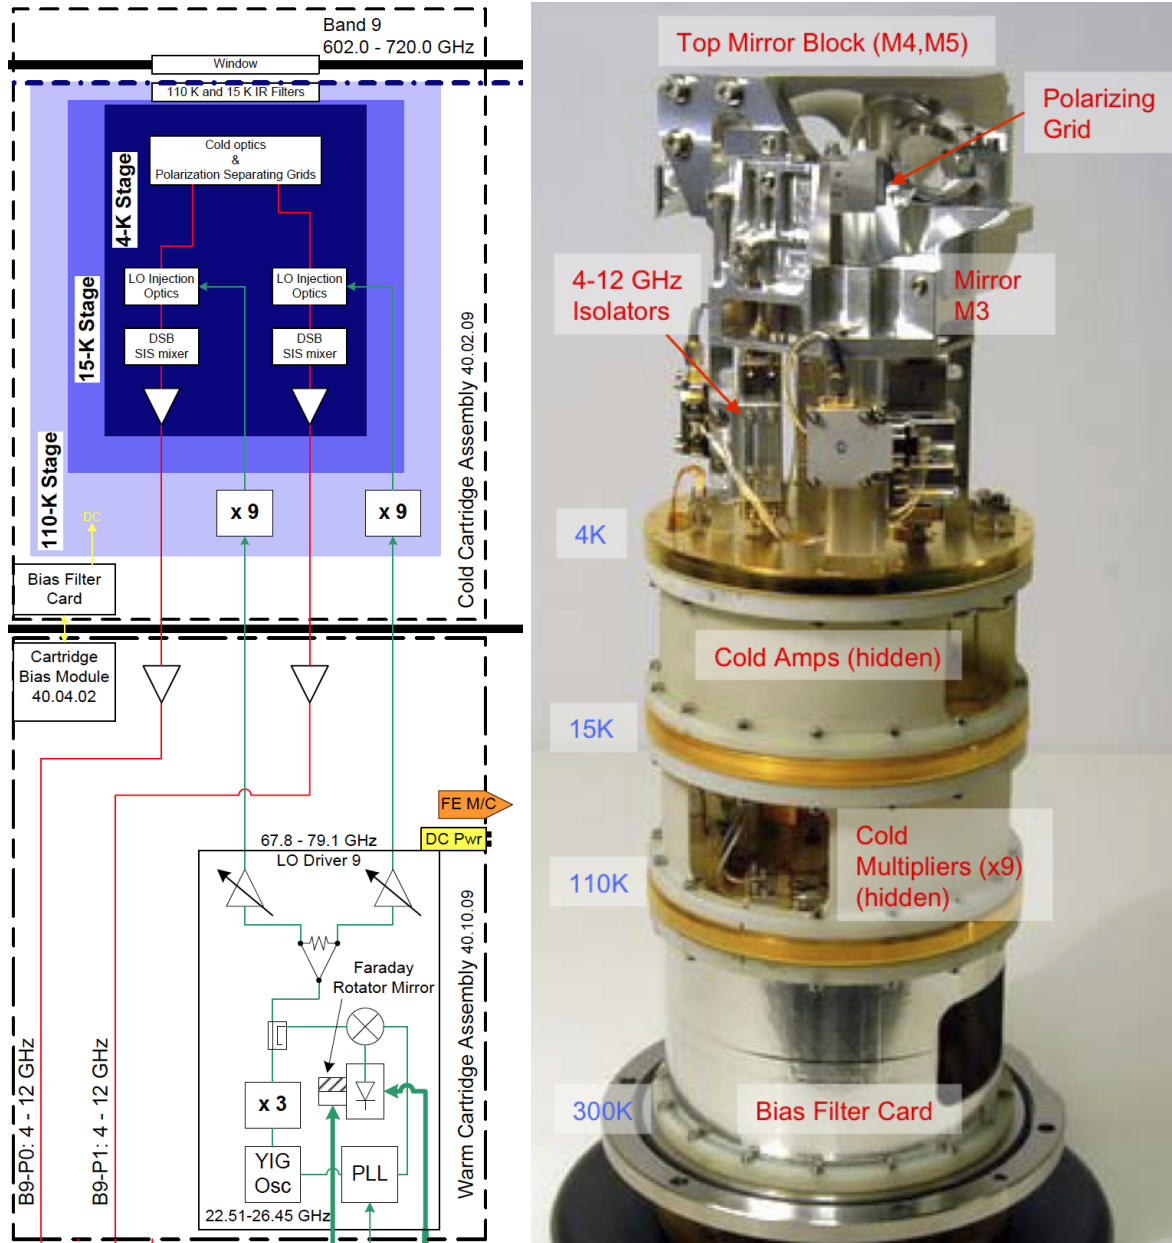 Band 9
602.0 - 720.0 GHz
Window
110 K and 15 K IR Filters
Cold optics
&
Polarization Separating Grids
4-K Stage
15-K Stage
110-K Stage
LO Injection
Optics
LO Injection
Optics
DSB
SIS mixer
DSB
SIS mixer
x 9
x 9
DC
Bias Filter
Card
Cold Cartridge Assembly 40.02.09
Cartridge
Bias Module
40.04.02
FE M/C
DC Pwr
67.8 - 79.1 GHz
LO Driver 9
Faraday
Rotator Mirror
x 3
YIG
Osc
PLL
22.51-26.45 GHz
B9-P0: 4 - 12 GHz
B9-P1: 4 - 12 GHz
Warm Cartridge Assembly 40.10.09
Top Mirror Block (M4,M5)
Polarizing
Grid
4-12 GHz
Isolators
Mirror
M3
4K
Cold Amps (hidden)
15K
Cold
Multipliers (x9)
(hidden)
110K
300K
Bias Filter Card